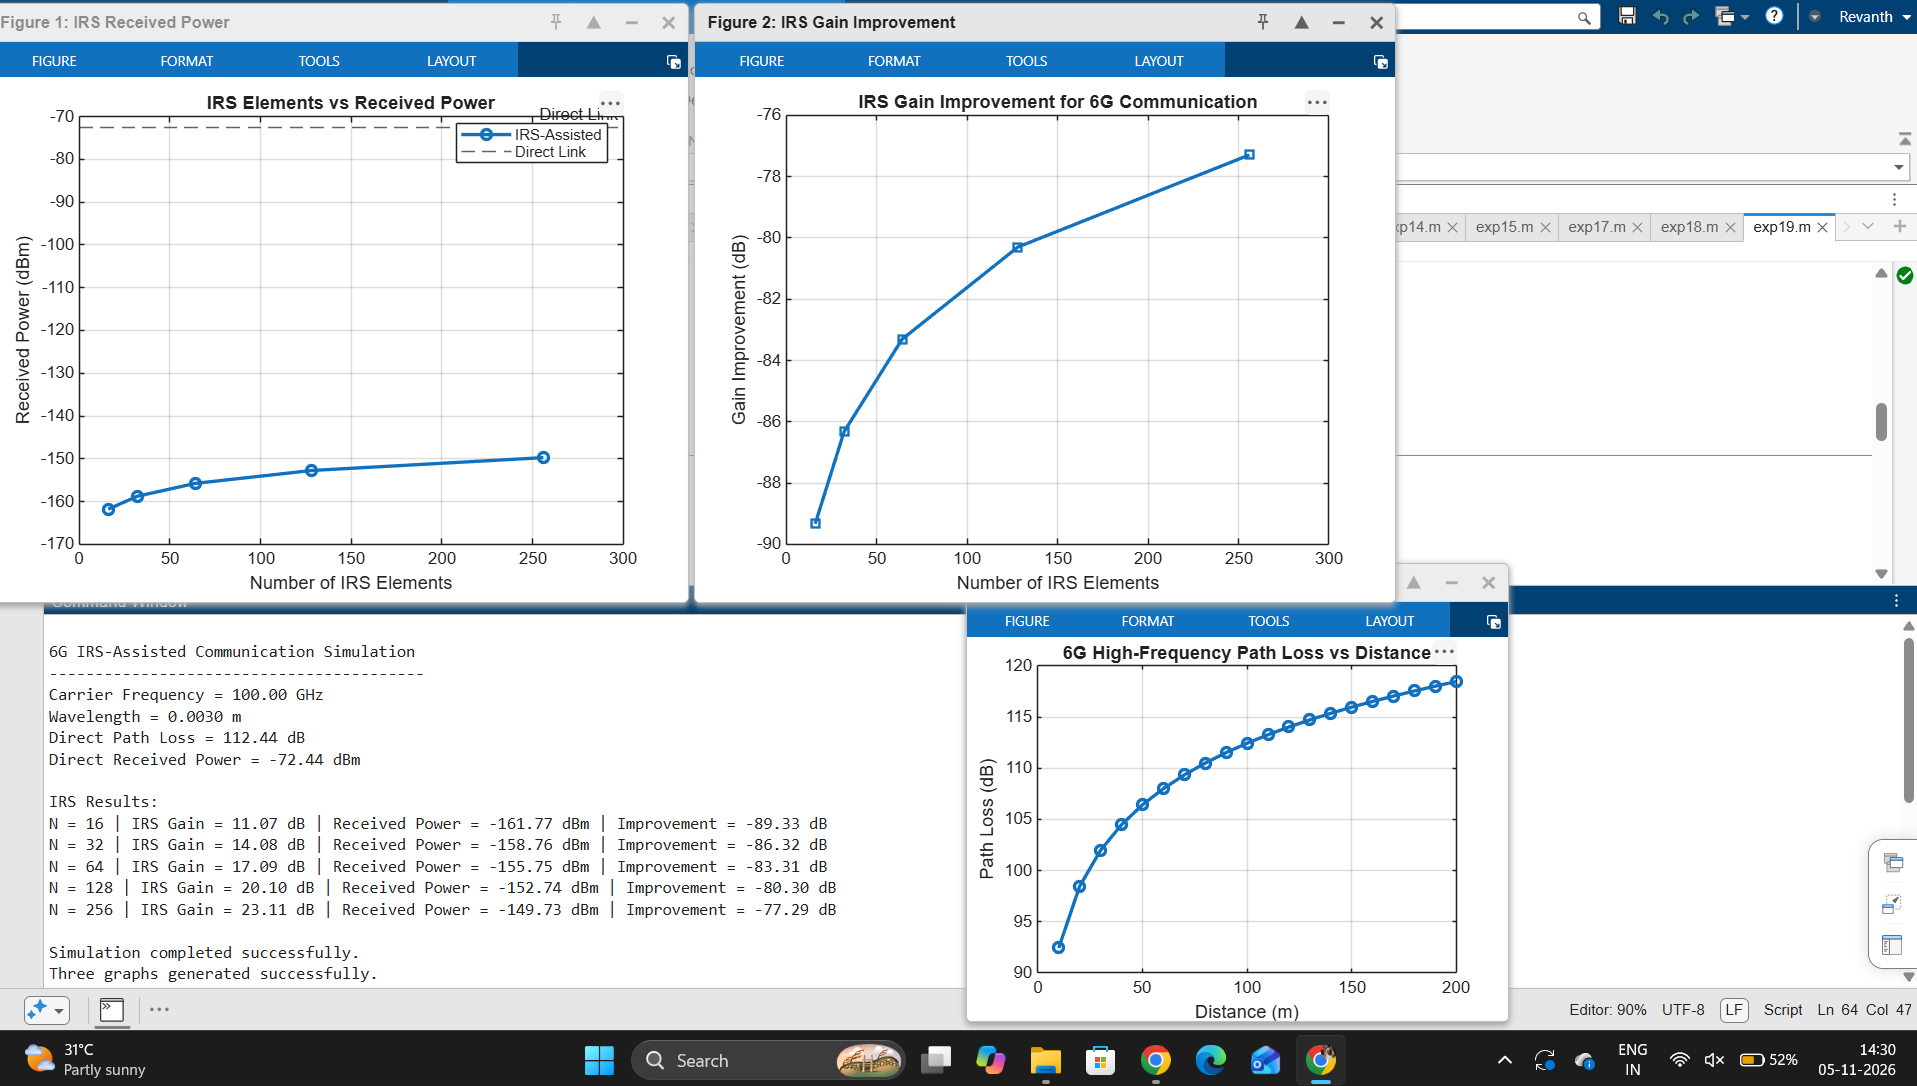 Figure 1: IRS Received Power
FIGURE FORMAT TOOLS LAYOUT
IRS Elements vs Received Power
Direct Link
IRS-Assisted
Direct Link
Received Power (dBm)
-70
-80
-90
-100
-110
-120
-130
-140
-150
-160
-170
0 50 100 150 200 250 300
Number of IRS Elements
Figure 2: IRS Gain Improvement
FIGURE FORMAT TOOLS LAYOUT
IRS Gain Improvement for 6G Communication
Gain Improvement (dB)
-76
-78
-80
-82
-84
-86
-88
-90
0 50 100 150 200 250 300
Number of IRS Elements
Revanth
xp14.m exp15.m exp17.m exp18.m exp19.m
Command Window
6G IRS-Assisted Communication Simulation
-----------------------------------------
Carrier Frequency = 100.00 GHz
Wavelength = 0.0030 m
Direct Path Loss = 112.44 dB
Direct Received Power = -72.44 dBm
IRS Results:
N = 16 | IRS Gain = 11.07 dB | Received Power = -161.77 dBm | Improvement = -89.33 dB
N = 32 | IRS Gain = 14.08 dB | Received Power = -158.76 dBm | Improvement = -86.32 dB
N = 64 | IRS Gain = 17.09 dB | Received Power = -155.75 dBm | Improvement = -83.31 dB
N = 128 | IRS Gain = 20.10 dB | Received Power = -152.74 dBm | Improvement = -80.30 dB
N = 256 | IRS Gain = 23.11 dB | Received Power = -149.73 dBm | Improvement = -77.29 dB
Simulation completed successfully.
Three graphs generated successfully.
FIGURE FORMAT TOOLS LAYOUT
6G High-Frequency Path Loss vs Distance
Path Loss (dB)
120
115
110
105
100
95
90
0 50 100 150 200
Distance (m)
Editor: 90% UTF-8 LF Script Ln 64 Col 47
31°C
Partly sunny
Search
ENG
IN
52%
14:30
05-11-2026